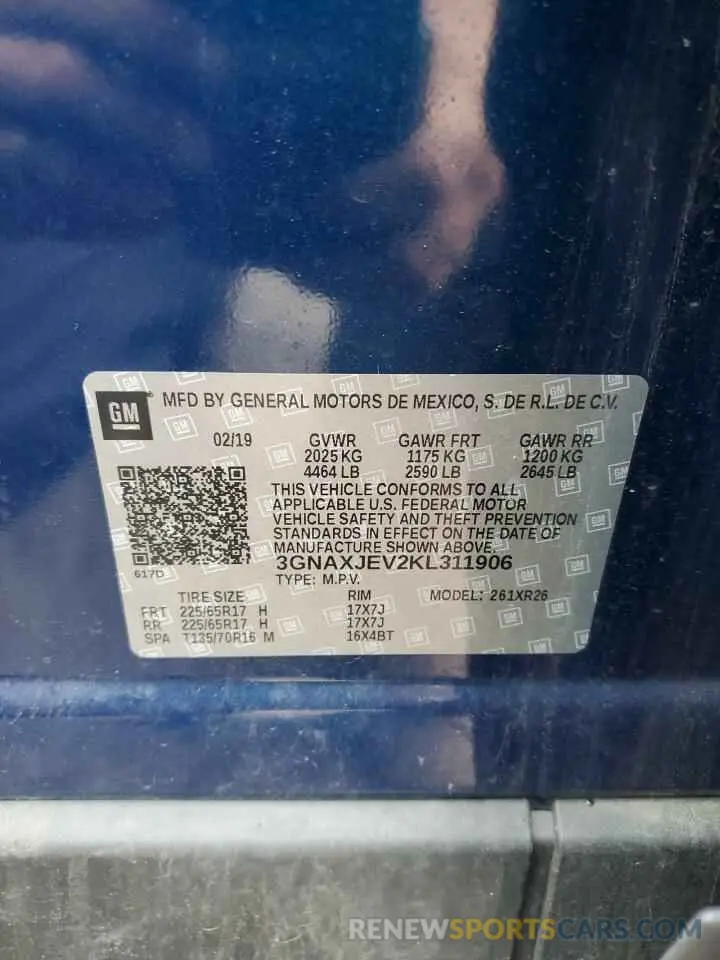 GM® MFD BY GENERAL MOTORS DE MEXICO, S. DE R.L. DE C.V.
02/19 GVWR GAWR FRT GAWR RR
2025 KG 1175 KG 1200 KG
4464 LB 2590 LB 2645 LB
THIS VEHICLE CONFORMS TO ALL
APPLICABLE U.S. FEDERAL MOTOR
VEHICLE SAFETY AND THEFT PREVENTION
STANDARDS IN EFFECT ON THE DATE OF
MANUFACTURE SHOWN ABOVE.
617D 3GNAXJEV2KL311906
TYPE: M.P.V.
TIRE SIZE RIM MODEL: 261XR26
FRT 225/65R17 H 17X7J
RR 225/65R17 H 17X7J
SPA T135/70R16 M 16X4BT
RENEWSPORTSCARS.COM